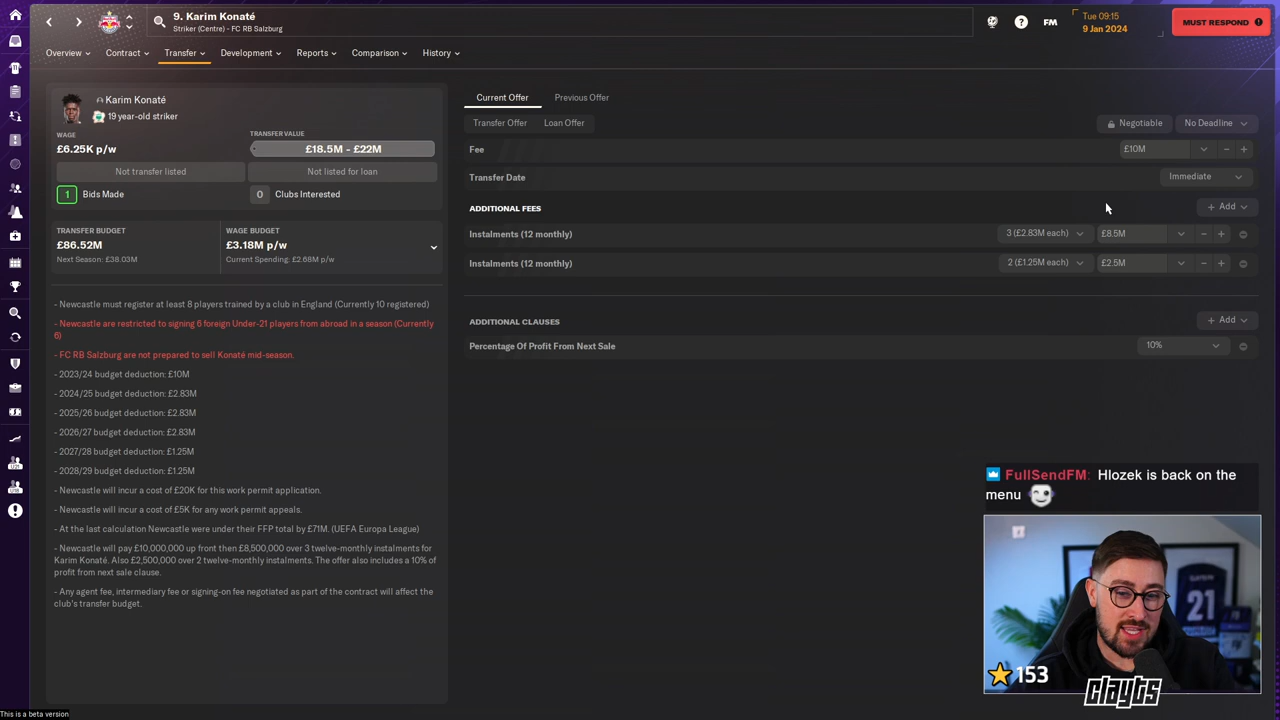 9. Karim Konaté
Striker (Centre) - FC RB Salzburg
FM
Tue 09:15
9 Jan 2024
MUST RESPOND
Overview
Contract
Transfer
Development
Reports
Comparison
History
Karim Konaté
19 year-old striker
WAGE
£6.25K p/w
TRANSFER VALUE
£18.5M - £22M
Not transfer listed
Not listed for loan
1 Bids Made
0 Clubs Interested
TRANSFER BUDGET
£86.52M
Next Season: £38.03M
WAGE BUDGET
£3.18M p/w
Current Spending: £2.68M p/w
- Newcastle must register at least 8 players trained by a club in England (Currently 10 registered)
- Newcastle are restricted to signing 6 foreign Under-21 players from abroad in a season (Currently
6)
- FC RB Salzburg are not prepared to sell Konaté mid-season.
- 2023/24 budget deduction: £10M
- 2024/25 budget deduction: £2.83M
- 2025/26 budget deduction: £2.83M
- 2026/27 budget deduction: £2.83M
- 2027/28 budget deduction: £1.25M
- 2028/29 budget deduction: £1.25M
- Newcastle will incur a cost of £20K for this work permit application.
- Newcastle will incur a cost of £5K for any work permit appeals.
- At the last calculation Newcastle were under their FFP total by £71M. (UEFA Europa League)
- Newcastle will pay £10,000,000 up front then £8,500,000 over 3 twelve-monthly instalments for
Karim Konaté. Also £2,500,000 over 2 twelve-monthly instalments. The offer also includes a 10% of
profit from next sale clause.
- Any agent fee, intermediary fee or signing-on fee negotiated as part of the contract will affect the
club's transfer budget.
Current Offer
Previous Offer
Transfer Offer
Loan Offer
Negotiable
No Deadline
Fee
£10M
Transfer Date
Immediate
ADDITIONAL FEES
Add
Instalments (12 monthly)
3 (£2.83M each)
£8.5M
Instalments (12 monthly)
2 (£1.25M each)
£2.5M
ADDITIONAL CLAUSES
Add
Percentage Of Profit From Next Sale
10%
FullSendFM: Hlozek is back on the
menu
21
153
clayts
This is a beta version